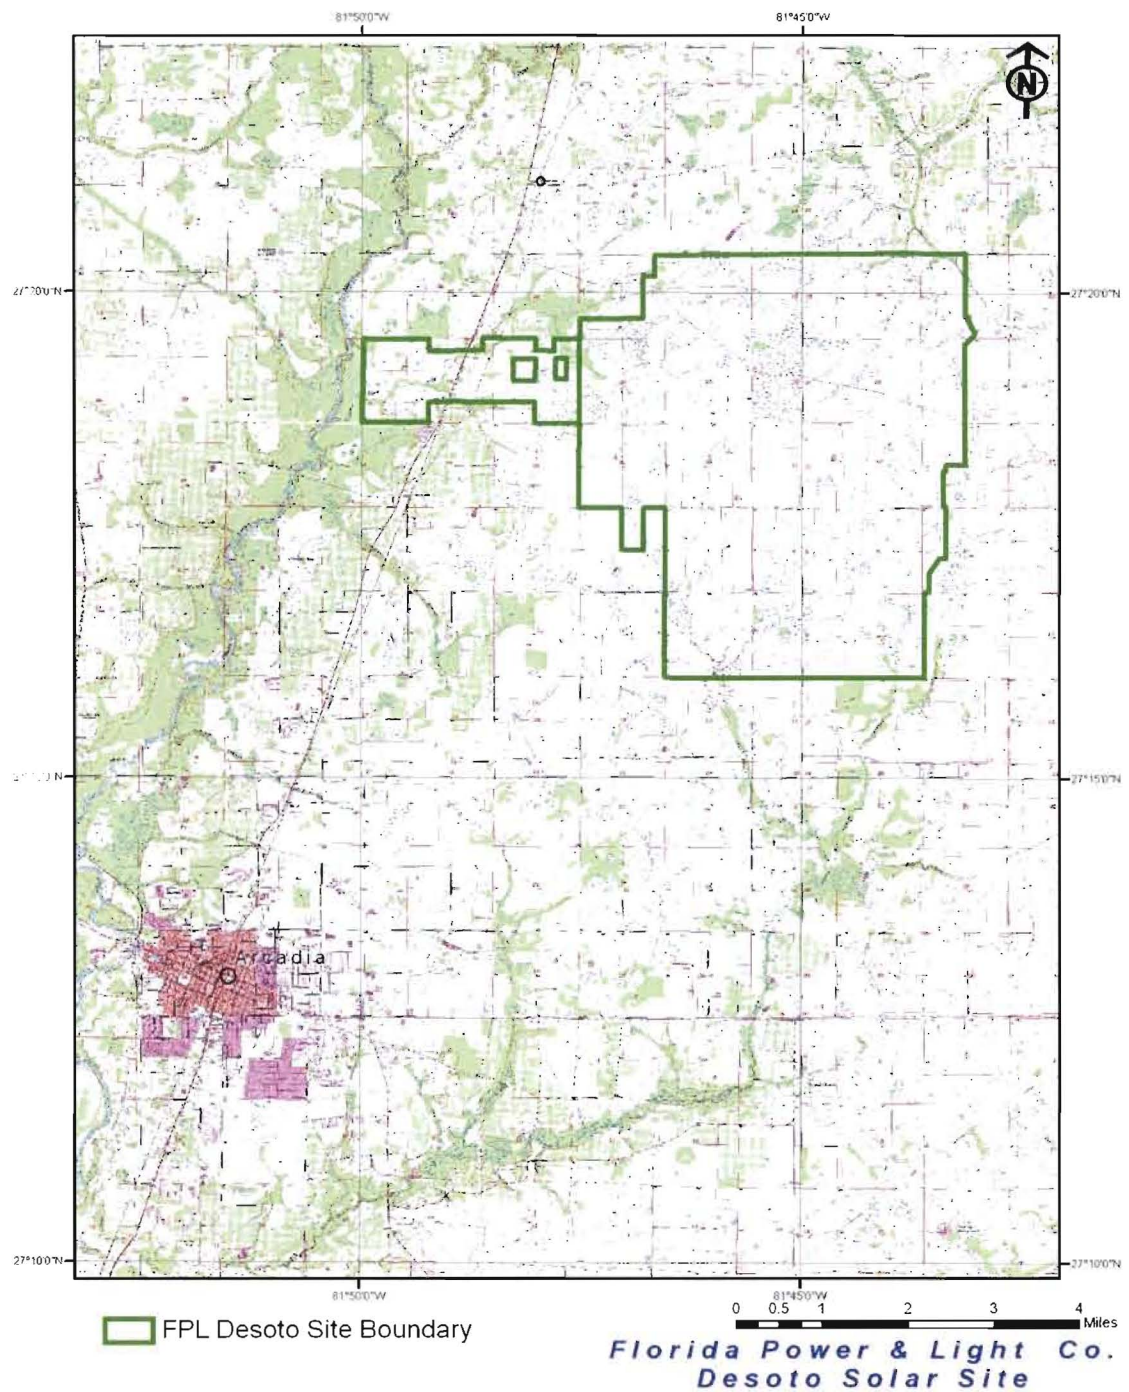 81°50'0"W 81°45'0"W
N
27°20'0"N 27°20'0"N
27°15'0"N
Arcadia
27°10'0"N 27°10'0"N
81°50'0"W 81°45'0"W
FPL Desoto Site Boundary
0 0.5 1 2 3 4
Miles
Florida Power & Light Co.
Desoto Solar Site